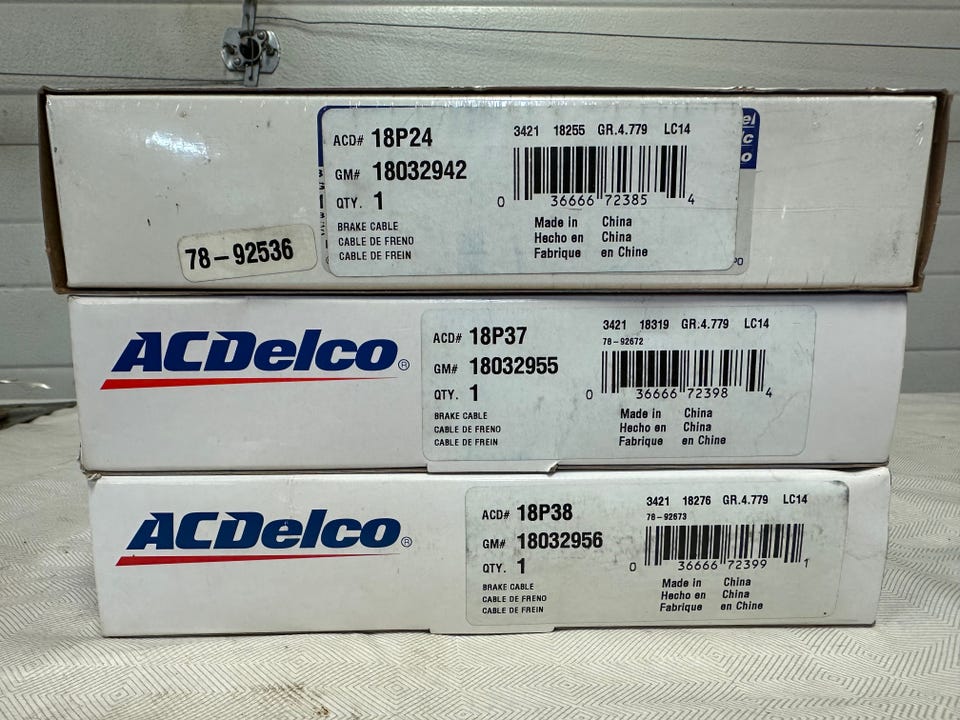 ACD# 18P24
GM# 18032942
QTY. 1
BRAKE CABLE
CABLE DE FRENO
CABLE DE FREIN
3421 18255 GR.4.779 LC14
0 36666 72385 4
Made in China
Hecho en China
Fabrique en Chine
el
lc
o
78-92536
ACDelco®
ACD# 18P37
GM# 18032955
QTY. 1
BRAKE CABLE
CABLE DE FRENO
CABLE DE FREIN
3421 18319 GR.4.779 LC14
78-92672
0 36666 72398 4
Made in China
Hecho en China
Fabrique en Chine
ACDelco®
ACD# 18P38
GM# 18032956
QTY. 1
BRAKE CABLE
CABLE DE FRENO
CABLE DE FREIN
3421 18276 GR.4.779 LC14
78-92673
0 36666 72399 1
Made in China
Hecho en China
Fabrique en Chine